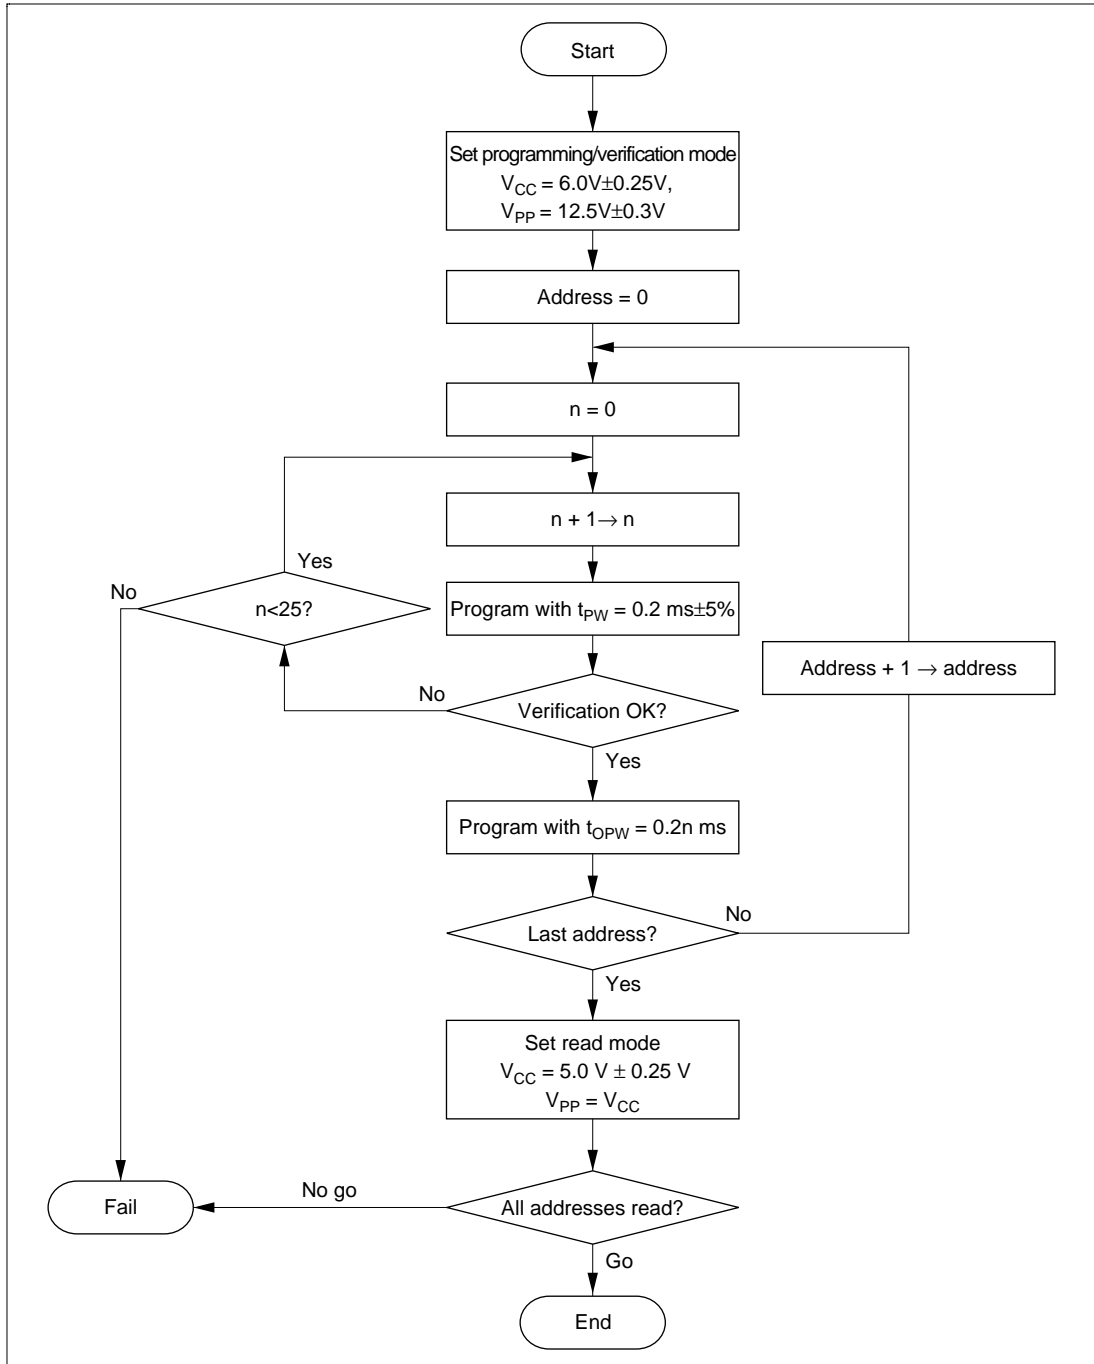 Start
Set programming/verification mode
VCC = 6.0V±0.25V,
VPP = 12.5V±0.3V
Address = 0
n = 0
n + 1→ n
Yes
No
n<25?
Program with tPW = 0.2 ms±5%
Address + 1 → address
No
Verification OK?
Yes
Program with tOPW = 0.2n ms
Last address?
No
Yes
Set read mode
VCC = 5.0 V ± 0.25 V
VPP = VCC
No go
Fail
All addresses read?
Go
End